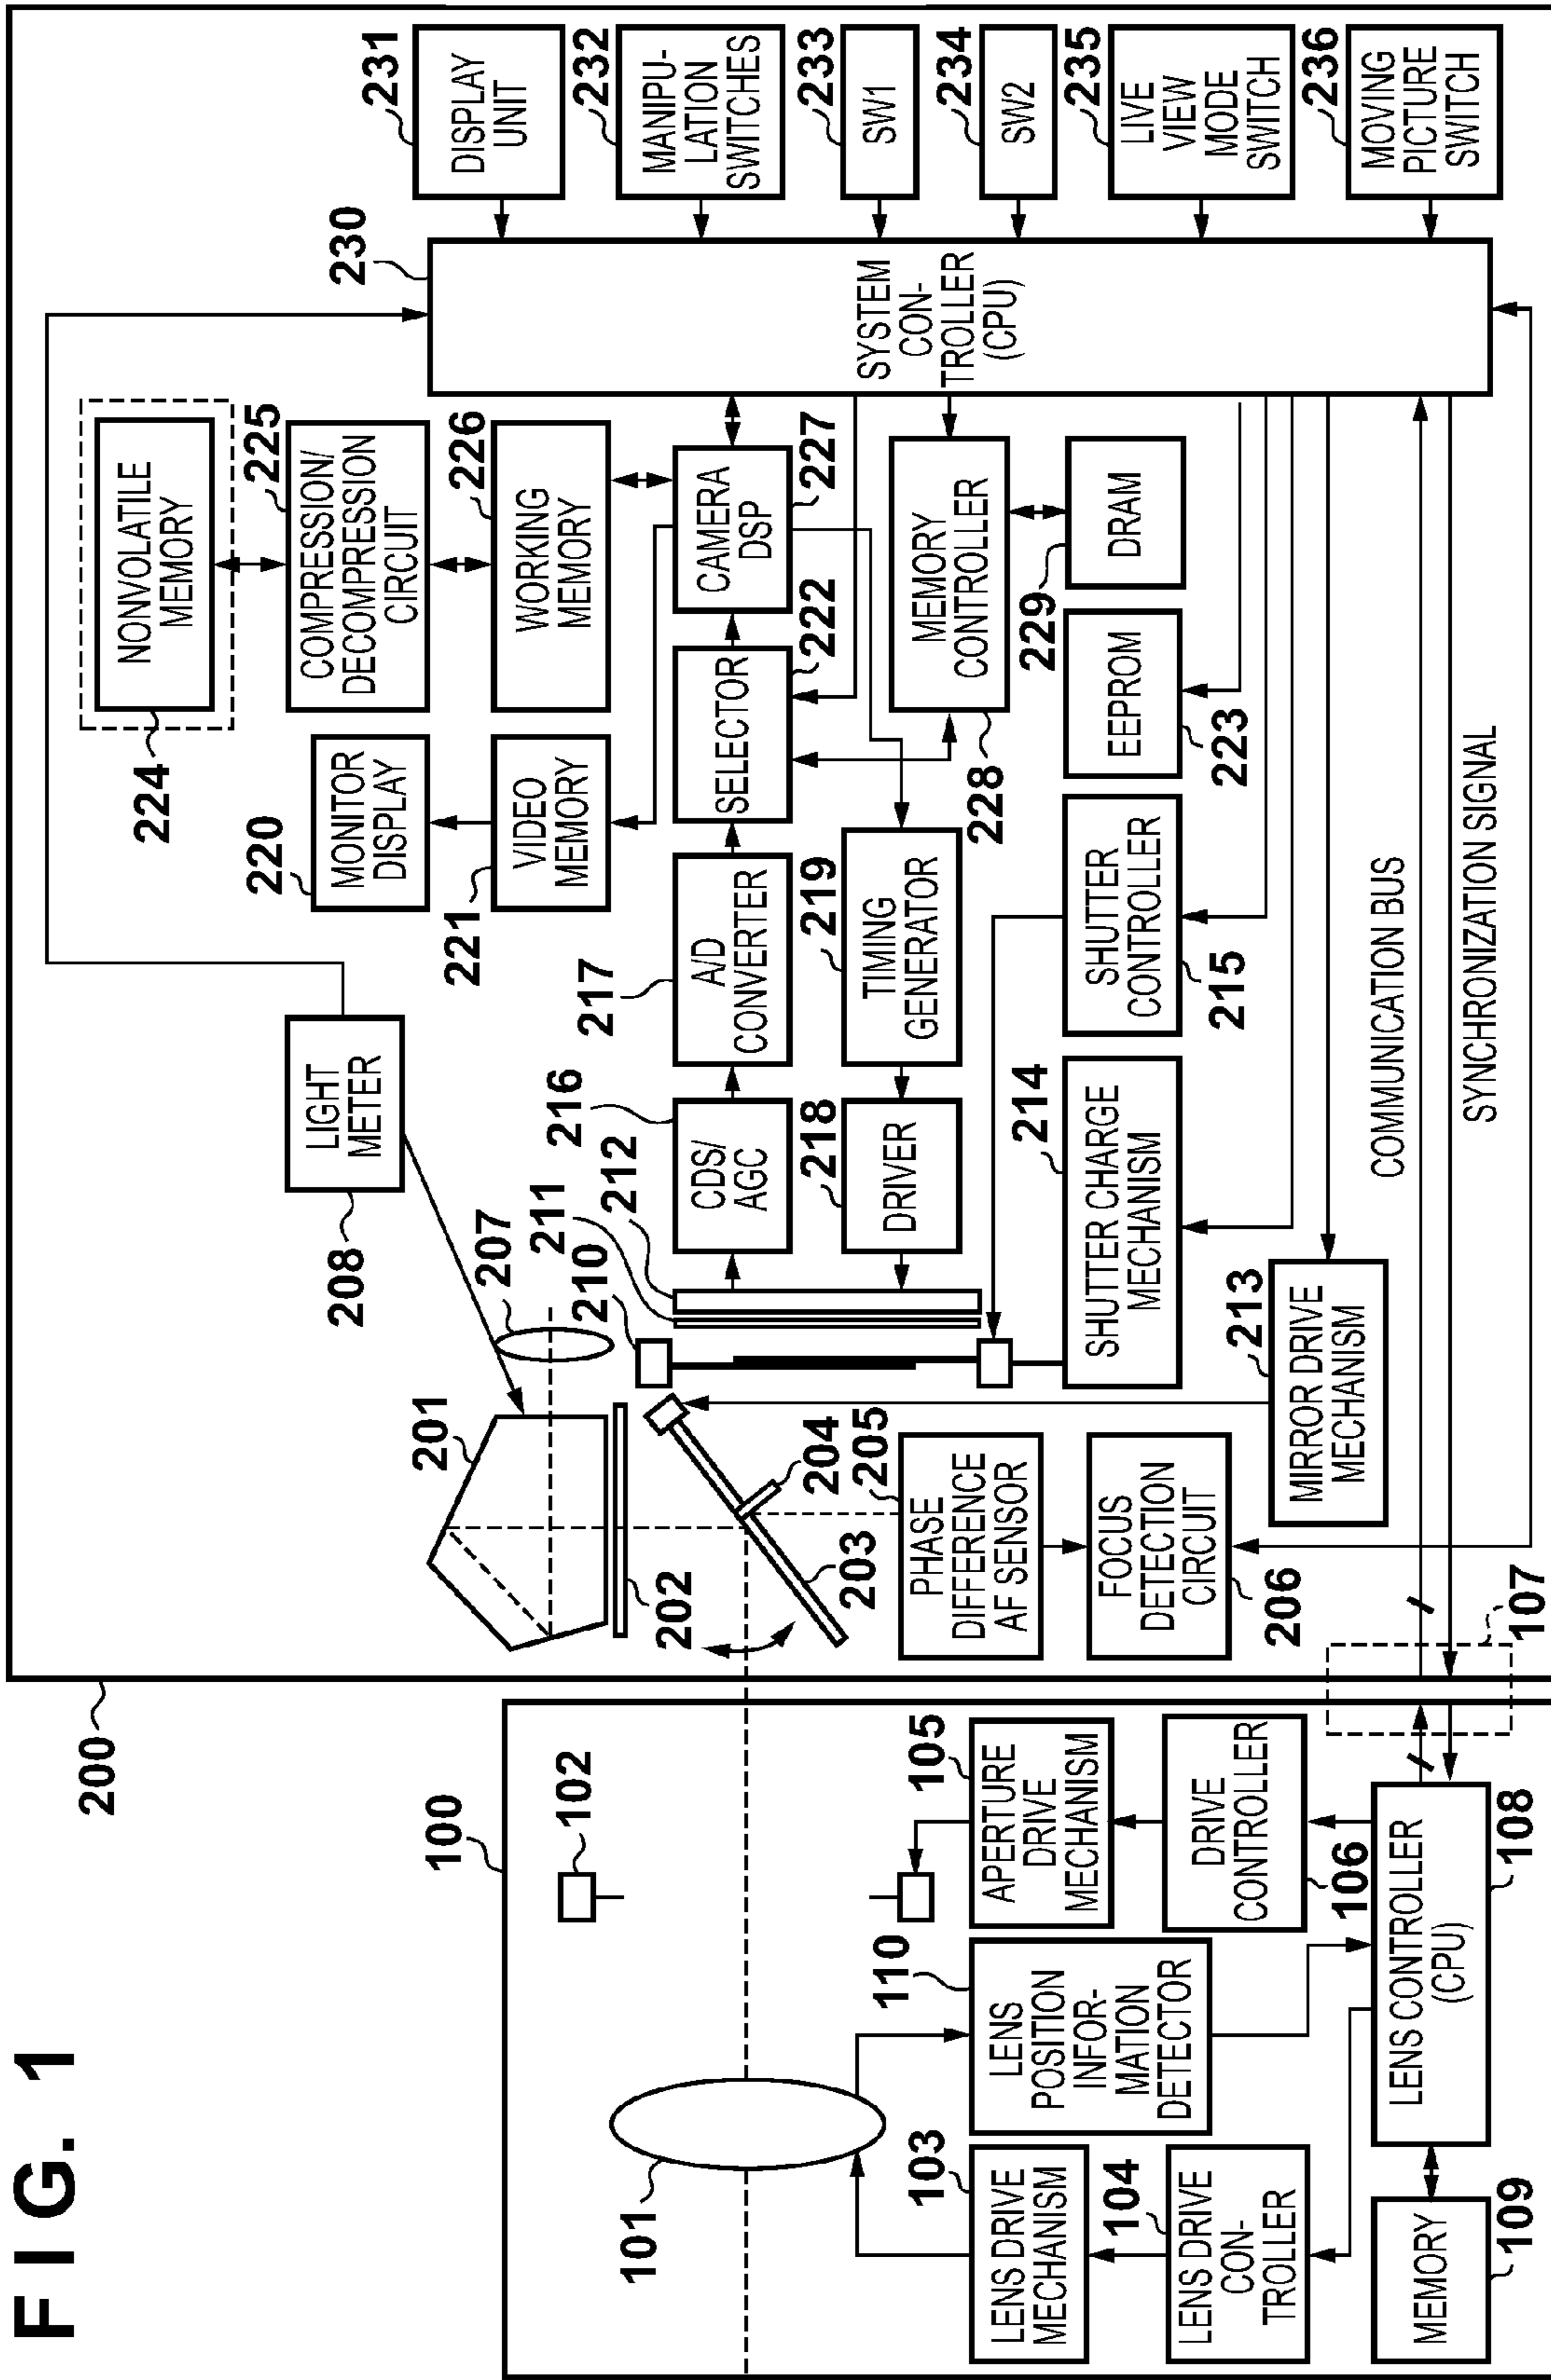 FIG. 1
200
100
101
102
103
LENS DRIVE
MECHANISM
104
LENS DRIVE
CON-
TROLLER
109
MEMORY
110
LENS
POSITION
INFOR-
MATION
DETECTOR
105
APERTURE
DRIVE
MECHANISM
106
DRIVE
CONTROLLER
108
LENS CONTROLLER
(CPU)
107
201
202
203
204
205
PHASE
DIFFERENCE
AF SENSOR
206
FOCUS
DETECTION
CIRCUIT
207
208
LIGHT
METER
210
211
212
213
MIRROR DRIVE
MECHANISM
214
SHUTTER CHARGE
MECHANISM
215
SHUTTER
CONTROLLER
216
CDS/
AGC
217
A/D
CONVERTER
218
DRIVER
219
TIMING
GENERATOR
220
MONITOR
DISPLAY
221
VIDEO
MEMORY
222
SELECTOR
223
EEPROM
224
NONVOLATILE
MEMORY
225
COMPRESSION/
DECOMPRESSION
CIRCUIT
226
WORKING
MEMORY
227
CAMERA
DSP
228
MEMORY
CONTROLLER
229
DRAM
230
SYSTEM
CON-
TROLLER
(CPU)
231
DISPLAY
UNIT
232
MANIPU-
LATION
SWITCHES
233
SW1
234
SW2
235
LIVE
VIEW
MODE
SWITCH
236
MOVING
PICTURE
SWITCH
COMMUNICATION BUS
SYNCHRONIZATION SIGNAL